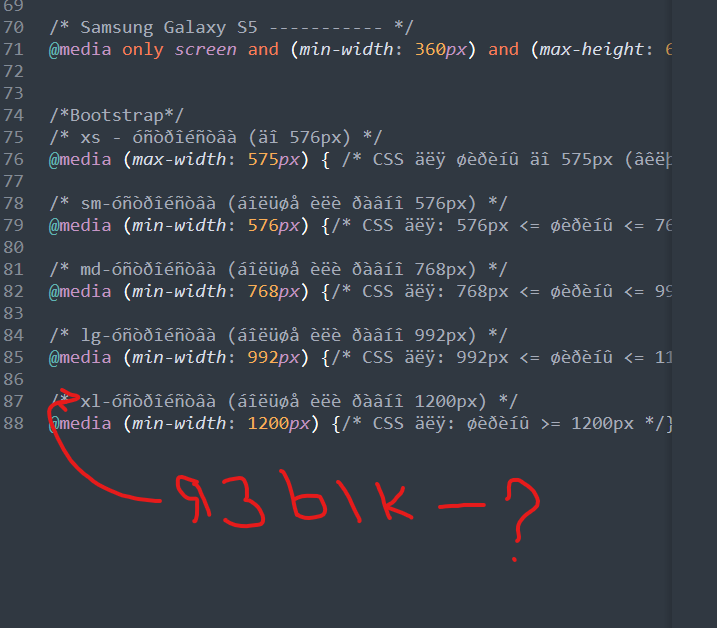 69
70 /* Samsung Galaxy S5 ----------- */
71 @media only screen and (min-width: 360px) and (max-height: 6
72
73
74 /*Bootstrap*/
75 /* xs - óñòðîéñòâà (äî 576px) */
76 @media (max-width: 575px) { /* CSS äëÿ øèðèíû äî 575px (âêëþ
77
78 /* sm-óñòðîéñòâà (áîëüøå èëè ðàâíî 576px) */
79 @media (min-width: 576px) {/* CSS äëÿ: 576px <= øèðèíû <= 76
80
81 /* md-óñòðîéñòâà (áîëüøå èëè ðàâíî 768px) */
82 @media (min-width: 768px) {/* CSS äëÿ: 768px <= øèðèíû <= 99
83
84 /* lg-óñòðîéñòâà (áîëüøå èëè ðàâíî 992px) */
85 @media (min-width: 992px) {/* CSS äëÿ: 992px <= øèðèíû <= 11
86
87 /* xl-óñòðîéñòâà (áîëüøå èëè ðàâíî 1200px) */
88 @media (min-width: 1200px) {/* CSS äëÿ: øèðèíû >= 1200px */}
язык - ?